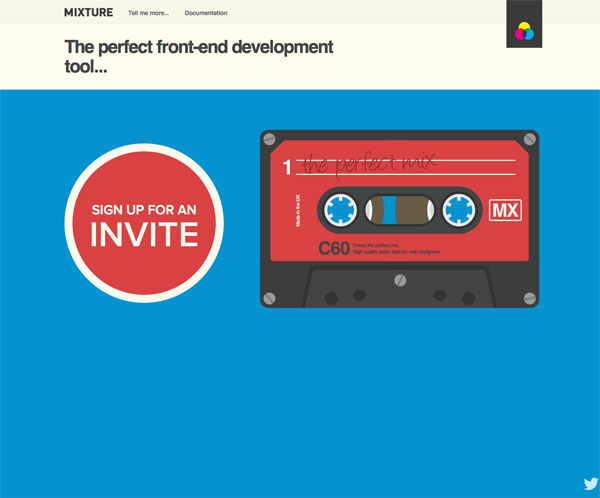 MIXTURE Tell me more... Documentation
The perfect front-end development
tool...
SIGN UP FOR AN
INVITE
1 the perfect mix
Made in the UX
MX
C60 Create the perfect mix
High quality audio tape for web designers